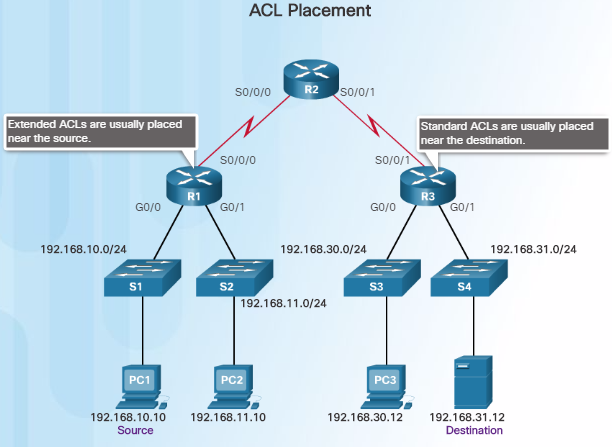 ACL Placement
R2
S0/0/0
S0/0/1
Extended ACLs are usually placed
near the source.
Standard ACLs are usually placed
near the destination.
S0/0/0
S0/0/1
R1
R3
G0/0
G0/1
G0/0
G0/1
192.168.10.0/24
192.168.30.0/24
192.168.31.0/24
S1
S2
S3
S4
192.168.11.0/24
PC1
PC2
PC3
192.168.10.10
192.168.11.10
192.168.30.12
192.168.31.12
Source
Destination